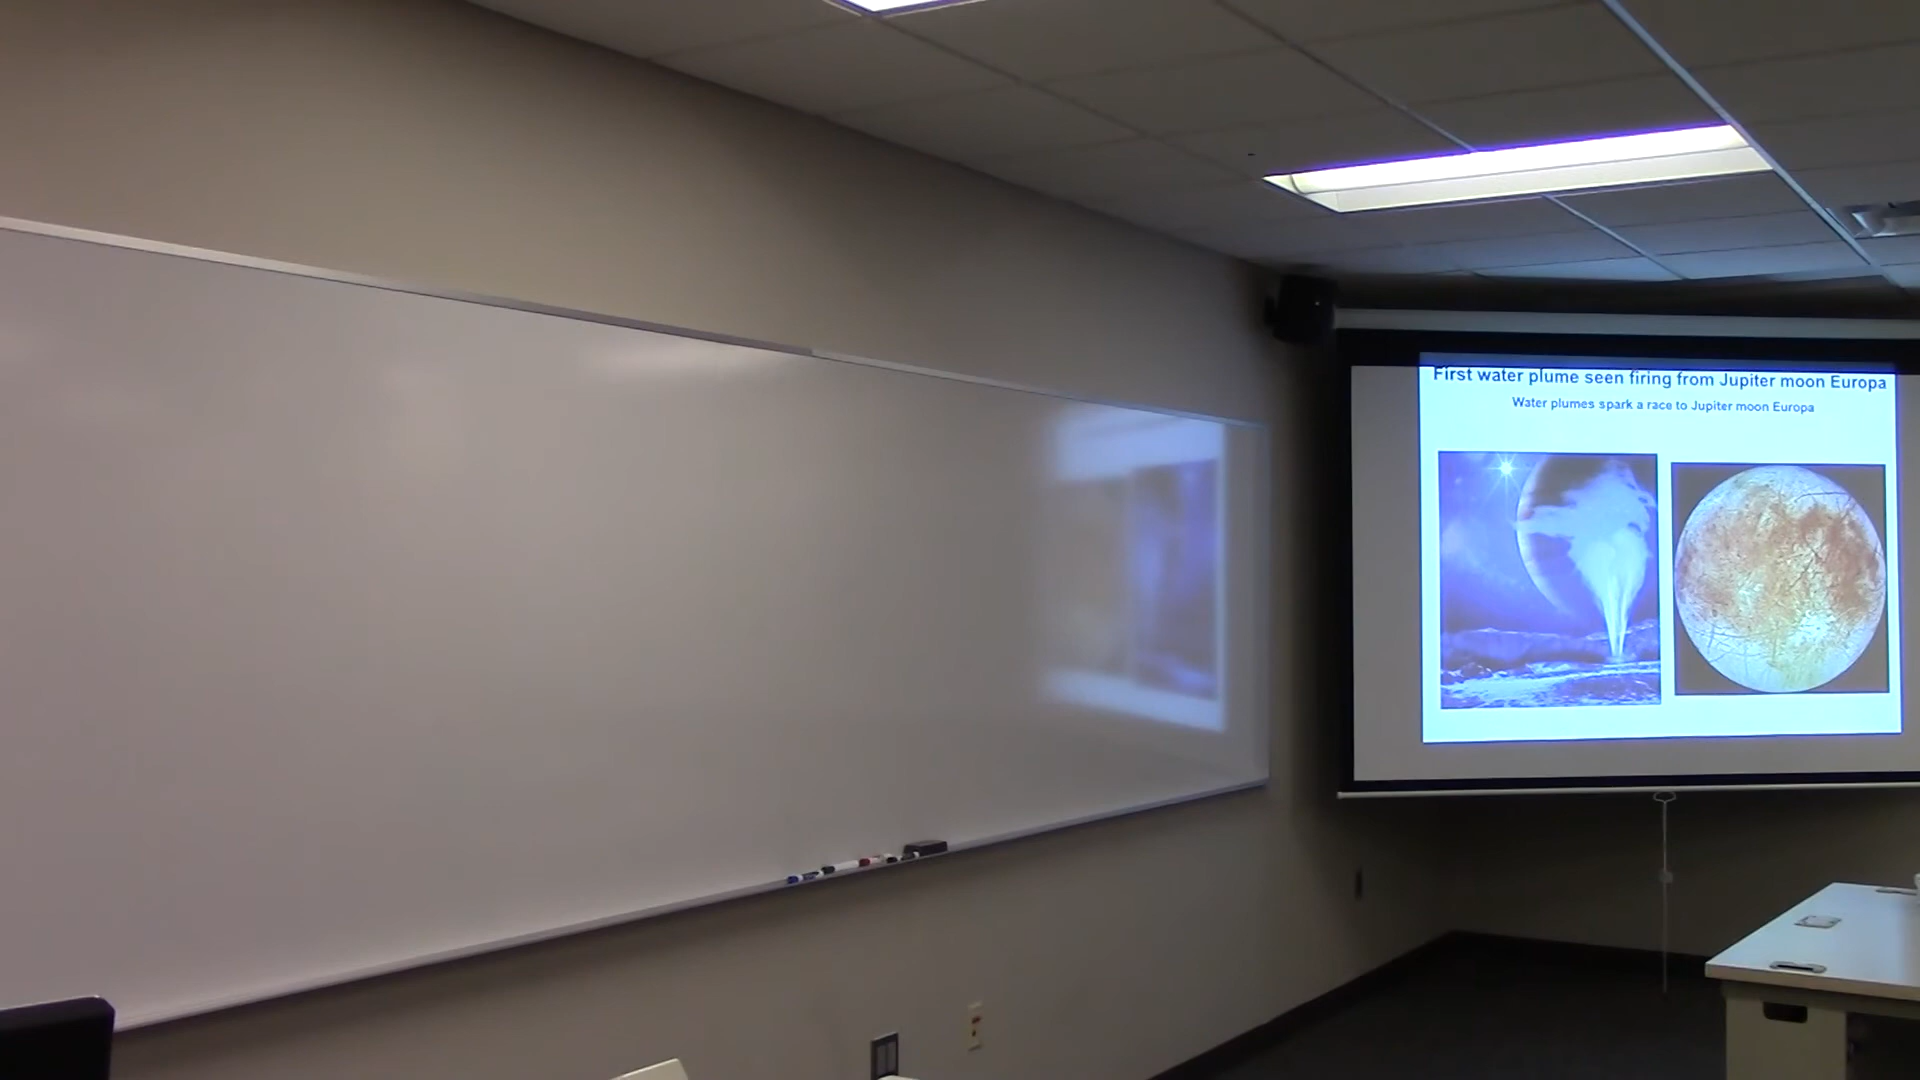 First water plume seen firing from Jupiter moon Europa
Water plumes spark a race to Jupiter moon Europa